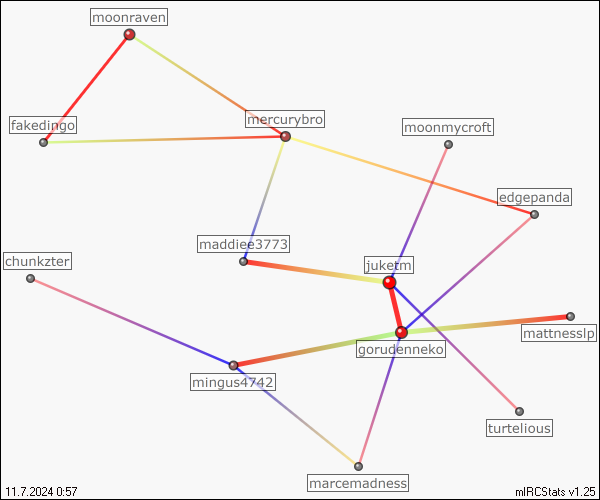 moonraven
fakedingo
mercurybro
moonmycroft
edgepanda
maddiee3773
chunkzter
juketm
mattnesslp
gorudenneko
mingus4742
turtelious
marcemadness
11.7.2024 0:57
mIRCStats v1.25